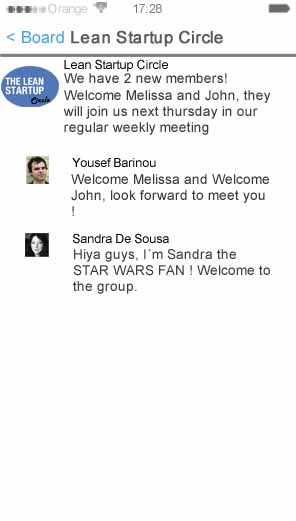 Orange 17:28
< Board Lean Startup Circle
THE LEAN
STARTUP
Circle
Lean Startup Circle
We have 2 new members!
Welcome Melissa and John, they
will join us next thursday in our
regular weekly meeting
Yousef Barinou
Welcome Melissa and Welcome
John, look forward to meet you
!
Sandra De Sousa
Hiya guys, I´m Sandra the
STAR WARS FAN ! Welcome to
the group.